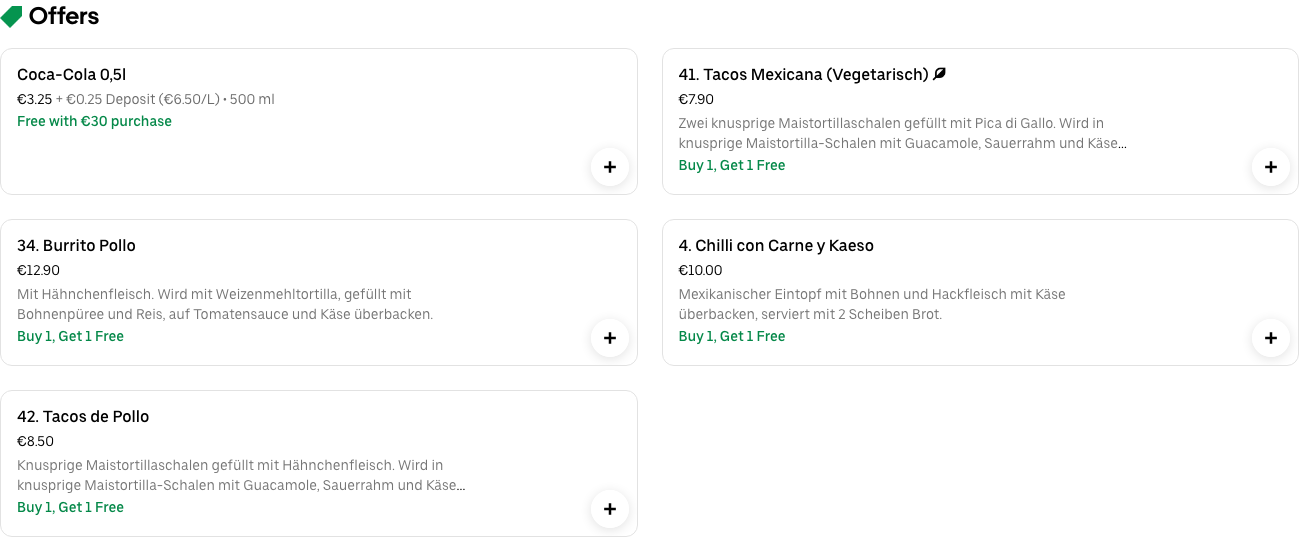 Offers
Coca-Cola 0,5l
€3.25 + €0.25 Deposit (€6.50/L) • 500 ml
Free with €30 purchase
41. Tacos Mexicana (Vegetarisch)
€7.90
Zwei knusprige Maistortillaschalen gefüllt mit Pica di Gallo. Wird in
knusprige Maistortilla-Schalen mit Guacamole, Sauerrahm und Käse...
Buy 1, Get 1 Free
34. Burrito Pollo
€12.90
Mit Hähnchenfleisch. Wird mit Weizenmehltortilla, gefüllt mit
Bohnenpüree und Reis, auf Tomatensauce und Käse überbacken.
Buy 1, Get 1 Free
4. Chilli con Carne y Kaeso
€10.00
Mexikanischer Eintopf mit Bohnen und Hackfleisch mit Käse
überbacken, serviert mit 2 Scheiben Brot.
Buy 1, Get 1 Free
42. Tacos de Pollo
€8.50
Knusprige Maistortillaschalen gefüllt mit Hähnchenfleisch. Wird in
knusprige Maistortilla-Schalen mit Guacamole, Sauerrahm und Käse...
Buy 1, Get 1 Free